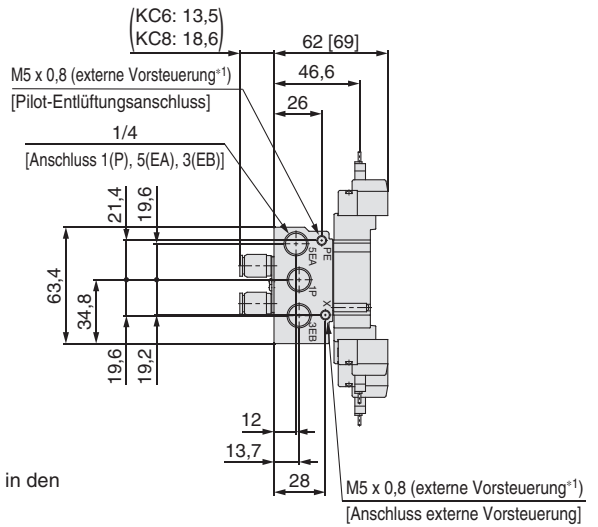 (KC6: 13,5)
(KC8: 18,6)
62 [69]
M5 x 0,8 (externe Vorsteuerung*1)
46,6
[Pilot-Entlüftungsanschluss]
26
1/4
[Anschluss 1(P), 5(EA), 3(EB)]
21,4
19,6
5EA
PE
63,4
34,8
1P
X
3EB
19,6
19,2
12
13,7
in den
28
M5 x 0,8 (externe Vorsteuerung*1)
[Anschluss externe Vorsteuerung]